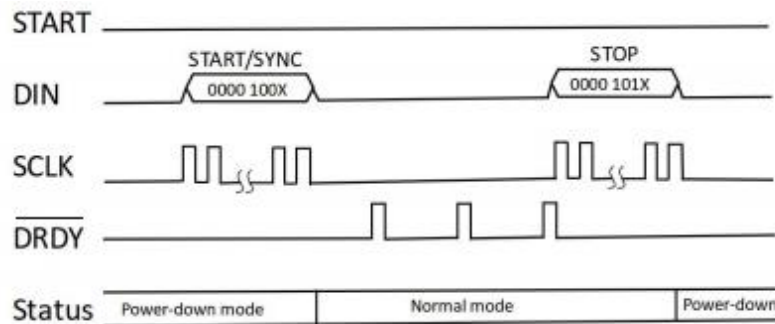 START
START/SYNC STOP
DIN 0000 100X 0000 101X
SCLK
DRDY
Status Power-down mode Normal mode Power-down